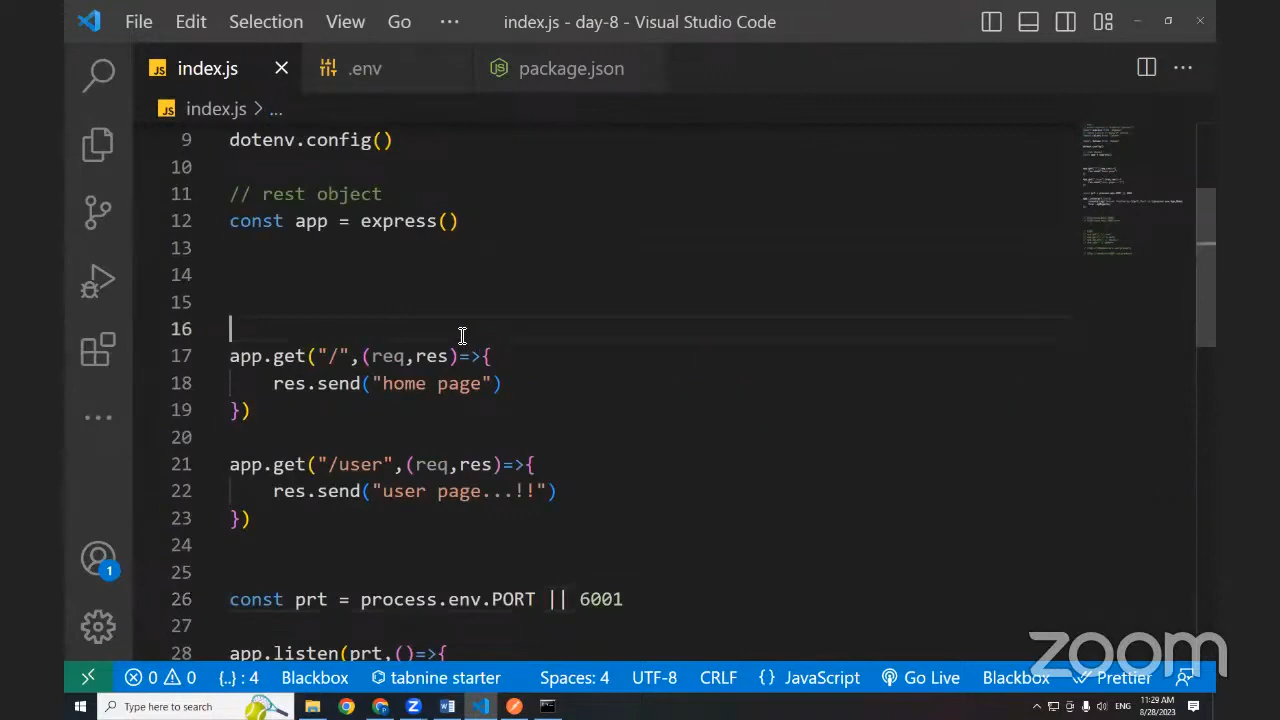 File Edit Selection View Go ... index.js - day-8 - Visual Studio Code
index.js .env package.json
index.js > ...
9 dotenv.config()
10
11 // rest object
12 const app = express()
13
14
15
16
17 app.get("/",(req,res)=>{
18 res.send("home page")
19 })
20
21 app.get("/user",(req,res)=>{
22 res.send("user page...!!")
23 })
24
25
26 const prt = process.env.PORT || 6001
27
28 app.listen(prt,()=>{
1
zoom
0 0 {..} : 4 Blackbox tabnine starter Spaces: 4 UTF-8 CRLF {} JavaScript Go Live Blackbox Prettier
Type here to search
ENG
11:29 AM
8/28/2023